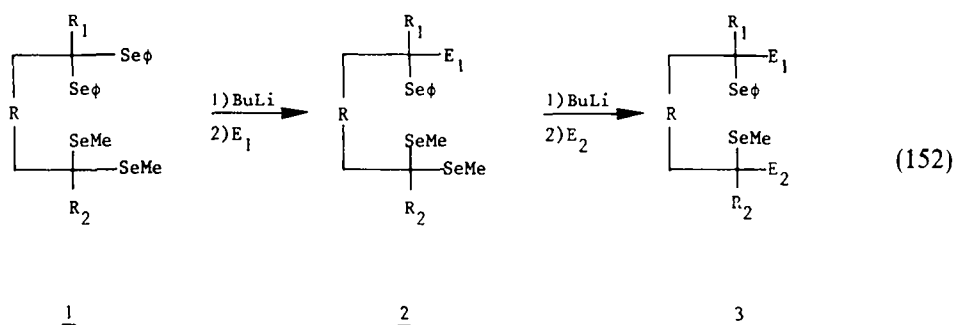 R₁ R₁ R₁
Seφ E₁ E₁
Seφ Seφ Seφ
1)BuLi 1)BuLi
R R R
2)E₁ 2)E₂
SeMe SeMe SeMe
SeMe SeMe E₂
(152)
R₂ R₂ R₂
1 2 3